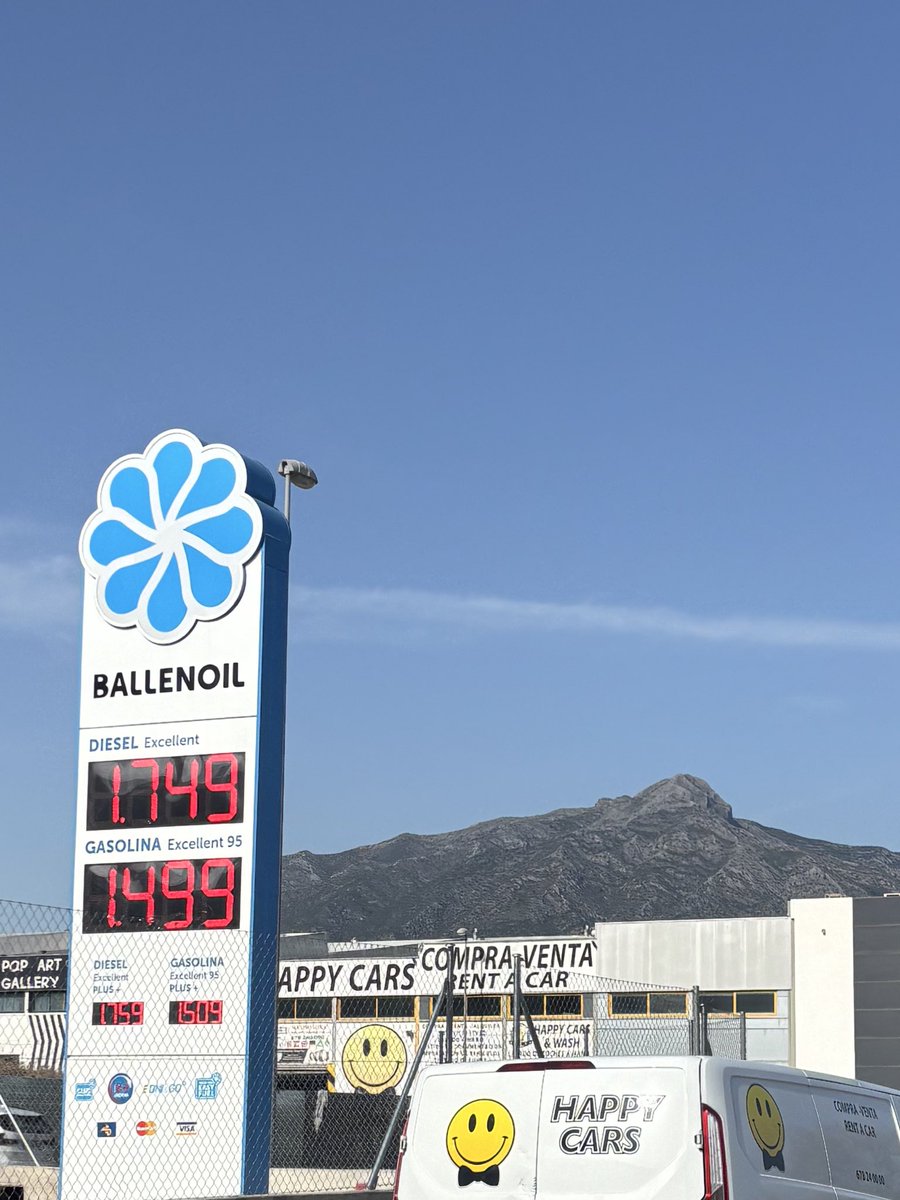 BALLENOIL
DIESEL Excellent
1.749
GASOLINA Excellent 95
1.499
DIESEL
Excellent
PLUS +
1.759
GASOLINA
Excellent 95
PLUS +
1.509
VISA
POP ART
GALLERY
HAPPY CARS
COMPRA-VENTA
RENT A CAR
HAPPY CARS
& WASH
HAPPY
CARS
COMPRA-VENTA
RENT A CAR